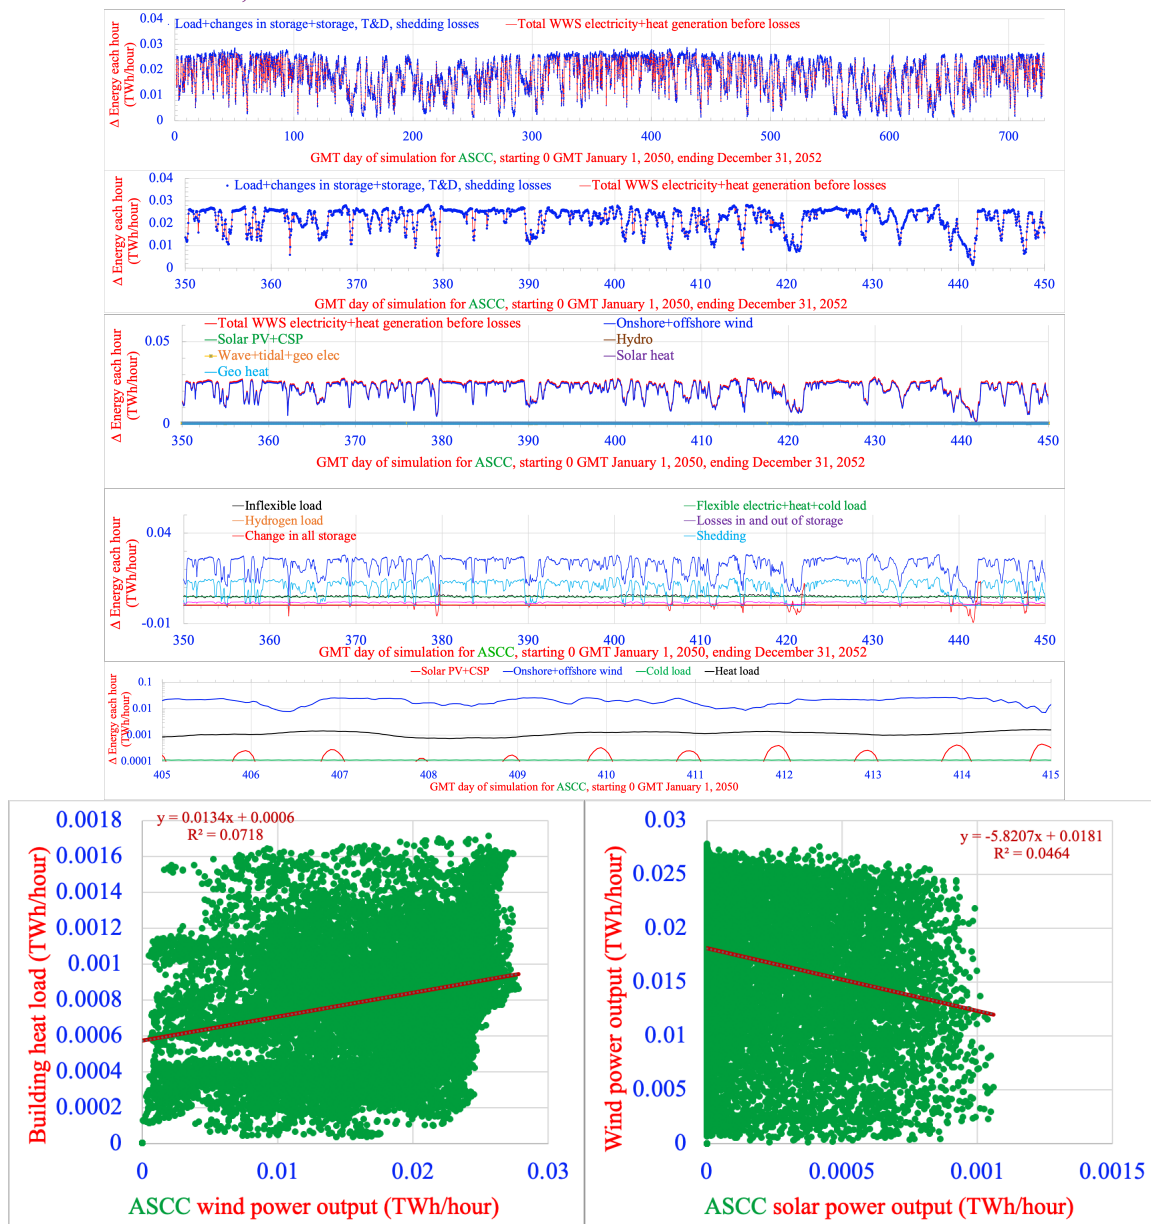 Load+changes in storage+storage, T&D, shedding losses —Total WWS electricity+heat generation before losses
Δ Energy each hour
(TWh/hour)
0.04
0.03
0.02
0.01
0
0 100 200 300 400 500 600 700
GMT day of simulation for ASCC, starting 0 GMT January 1, 2050, ending December 31, 2052
Load+changes in storage+storage, T&D, shedding losses —Total WWS electricity+heat generation before losses
Δ Energy each hour
(TWh/hour)
0.04
0.03
0.02
0.01
0
350 360 370 380 390 400 410 420 430 440 450
GMT day of simulation for ASCC, starting 0 GMT January 1, 2050, ending December 31, 2052
—Total WWS electricity+heat generation before losses —Onshore+offshore wind
—Solar PV+CSP —Hydro
Wave+tidal+geo elec —Solar heat
—Geo heat
Δ Energy each hour
(TWh/hour)
0.05
0
350 360 370 380 390 400 410 420 430 440 450
GMT day of simulation for ASCC, starting 0 GMT January 1, 2050, ending December 31, 2052
—Inflexible load —Flexible electric+heat+cold load
—Hydrogen load —Losses in and out of storage
—Change in all storage —Shedding
Δ Energy each hour
(TWh/hour)
0.04
-0.01
350 360 370 380 390 400 410 420 430 440 450
GMT day of simulation for ASCC, starting 0 GMT January 1, 2050, ending December 31, 2052
—Solar PV+CSP —Onshore+offshore wind —Cold load —Heat load
Δ Energy each hour
(TWh/hour)
0.1
0.01
0.001
0.0001
405 406 407 408 409 410 411 412 413 414 415
GMT day of simulation for ASCC, starting 0 GMT January 1, 2050
y = 0.0134x + 0.0006
R² = 0.0718
Building heat load (TWh/hour)
0.0018
0.0016
0.0014
0.0012
0.001
0.0008
0.0006
0.0004
0.0002
0
0 0.01 0.02 0.03
ASCC wind power output (TWh/hour)
y = -5.8207x + 0.0181
R² = 0.0464
Wind power output (TWh/hour)
0.03
0.025
0.02
0.015
0.01
0.005
0
0 0.0005 0.001 0.0015
ASCC solar power output (TWh/hour)